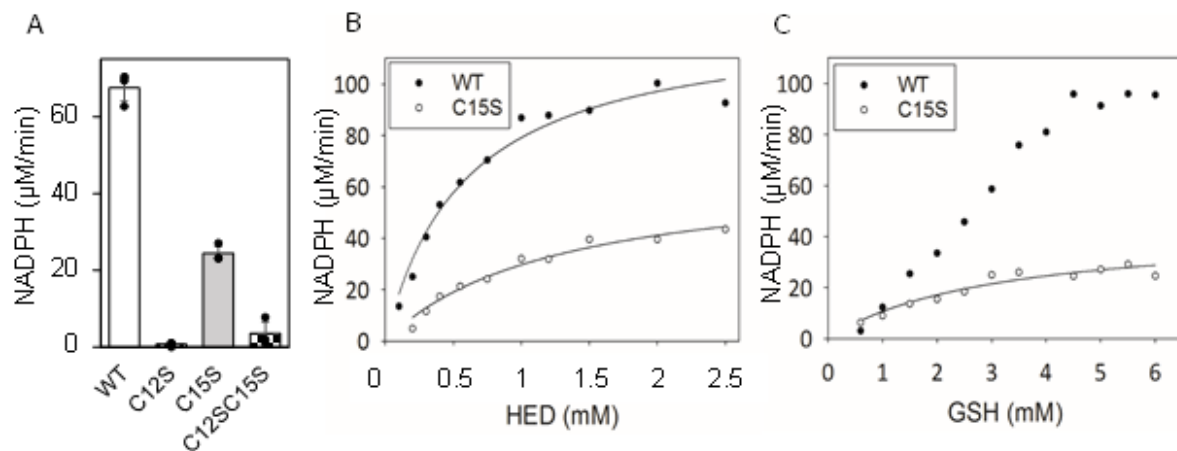 A
NADPH (µM/min)
60
40
20
0
WT
C12S
C15S
C12SC15S
B
NADPH (µM/min)
100
80
60
40
20
0
WT
C15S
0
0.5
1
1.5
2
2.5
HED (mM)
C
NADPH (µM/min)
100
80
60
40
20
0
WT
C15S
0
1
2
3
4
5
6
GSH (mM)